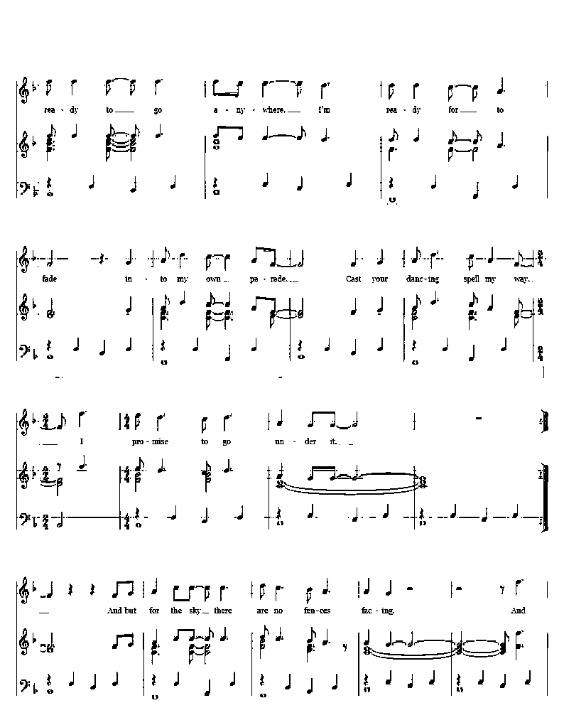 rea - dy to go a - ny - where. I'm rea - dy for to
fade in - to my own pa - rade. Cast your danc - ing spell my way.
I pro - mise to go un - der it.
And but for the sky there are no fen - ces fac - ing. And